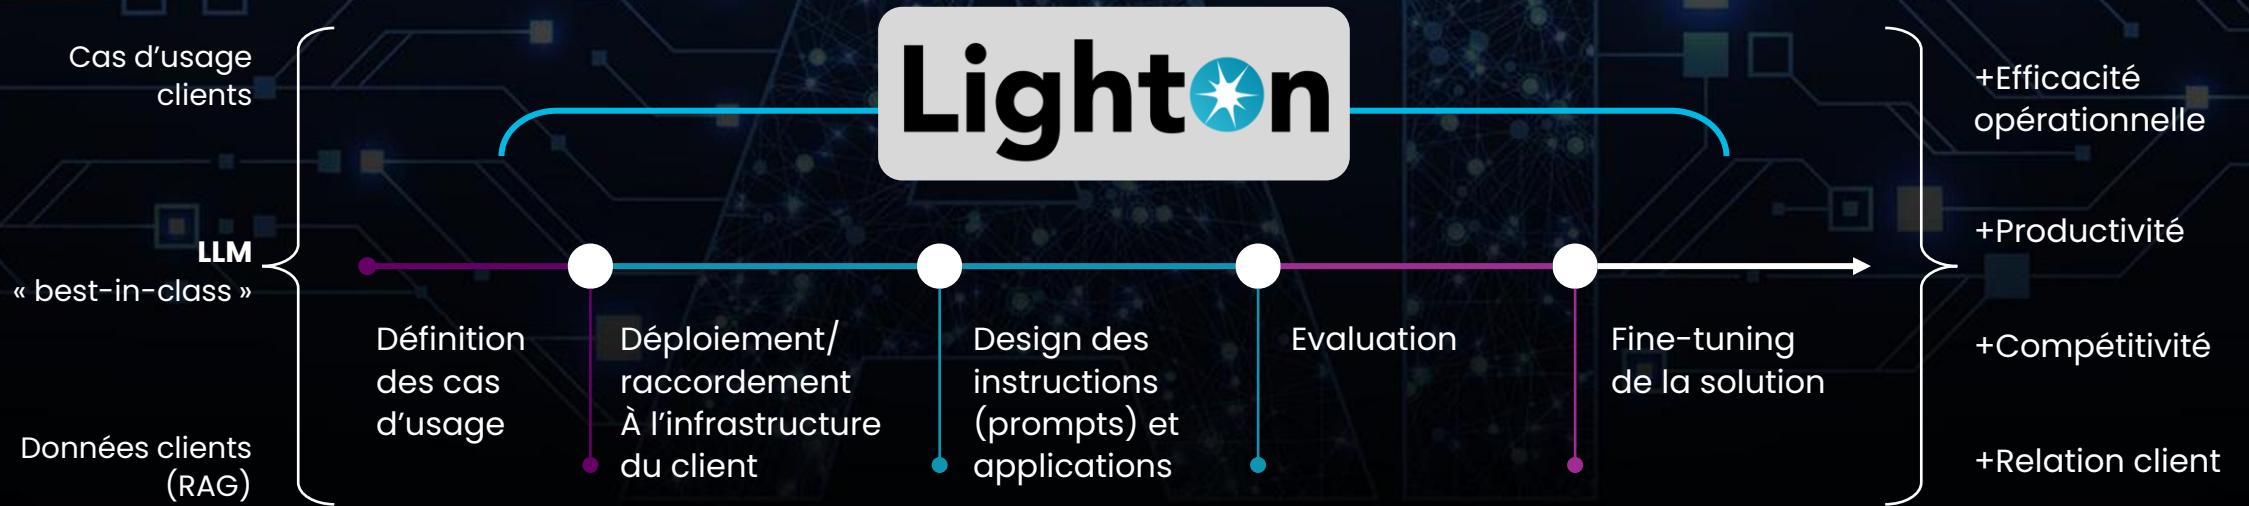 Cas d’usage
clients
LLM
« best-in-class »
Données clients
(RAG)
Lighton
Définition
des cas
d’usage
Déploiement/
raccordement
À l’infrastructure
du client
Design des
instructions
(prompts) et
applications
Evaluation
Fine-tuning
de la solution
+Efficacité
opérationnelle
+Productivité
+Compétitivité
+Relation client